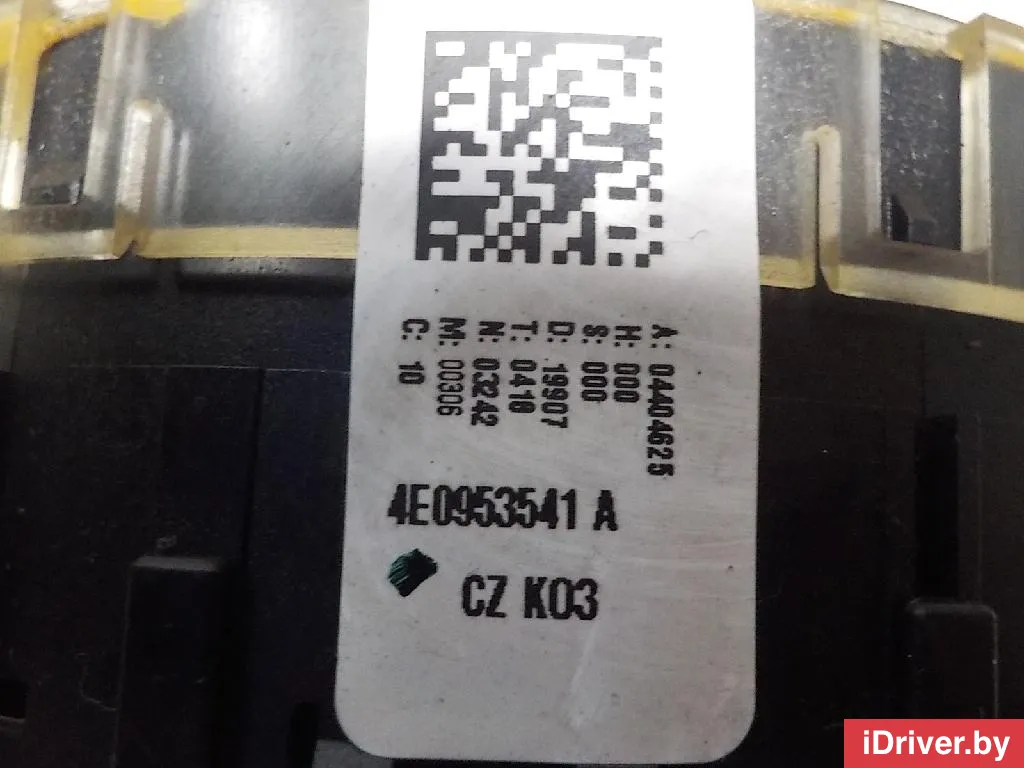 A: 04404625
H: 000
S: 000
D: 19907
T: 0418
N: 03242
M: 00306
C: 10
4E0953541 A
CZ K03
iDriver.by